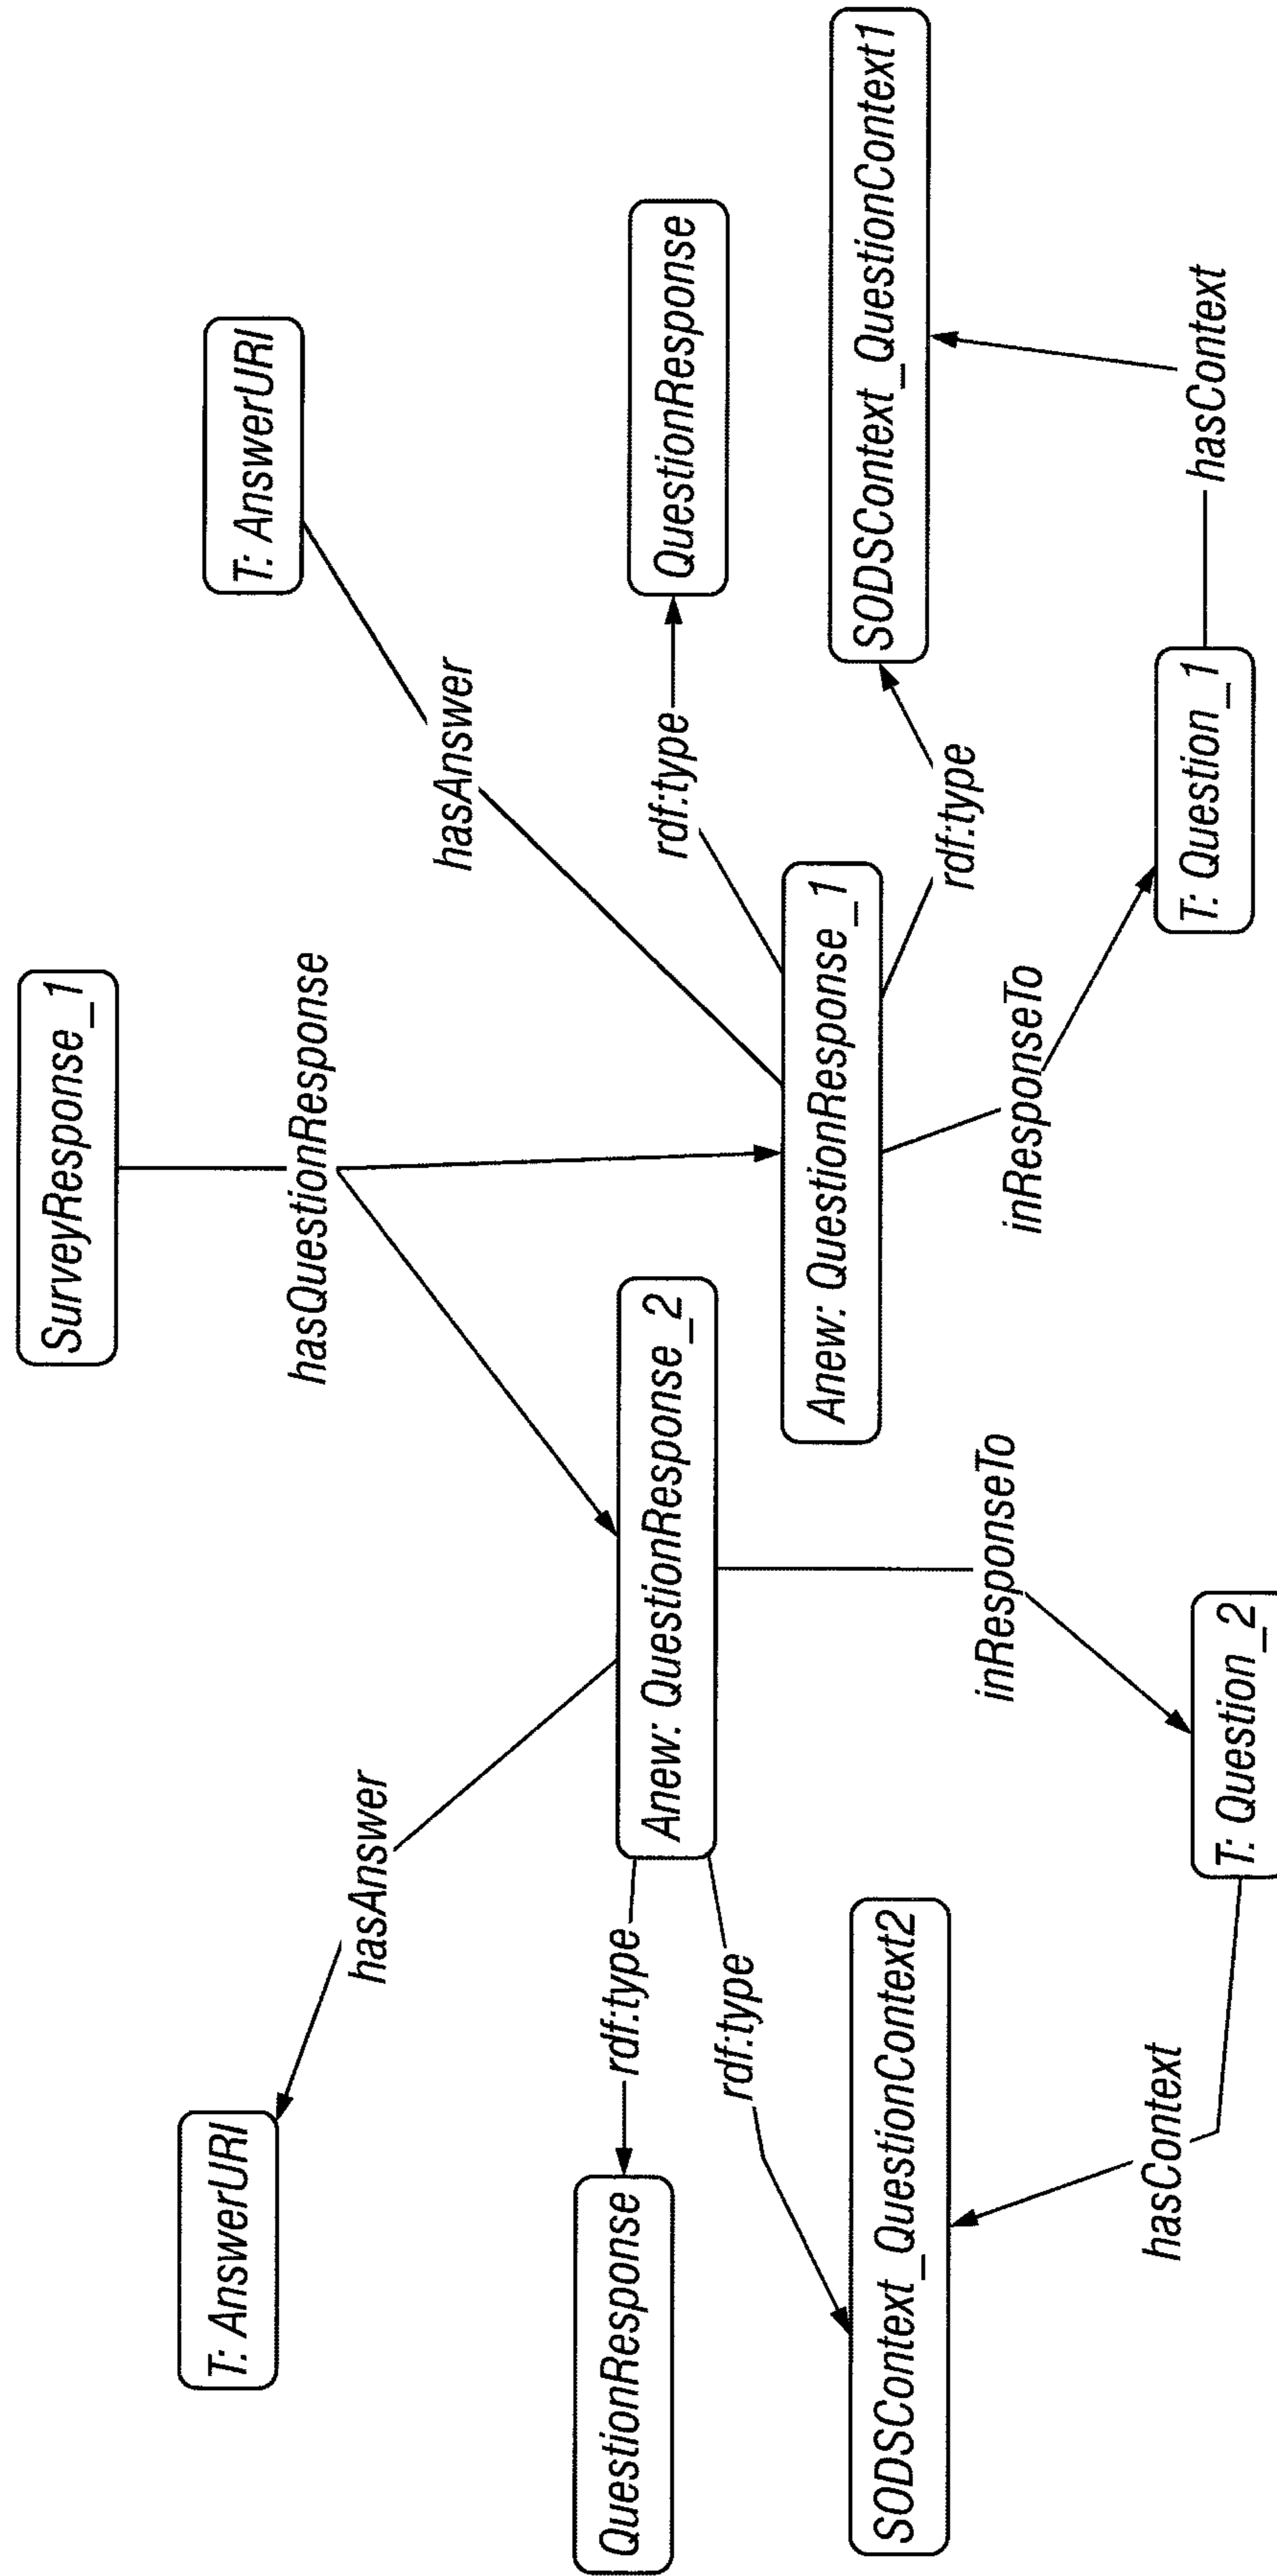 SurveyResponse_1
hasQuestionResponse
T: AnswerURI
T: AnswerURI
hasAnswer
hasAnswer
QuestionResponse
rdf:type
Anew: QuestionResponse_2
rdf:type
QuestionResponse
rdf:type
Anew: QuestionResponse_1
SODSContext_QuestionContext2
rdf:type
SODSContext_QuestionContext1
inResponseTo
inResponseTo
hasContext
T: Question_2
T: Question_1
hasContext